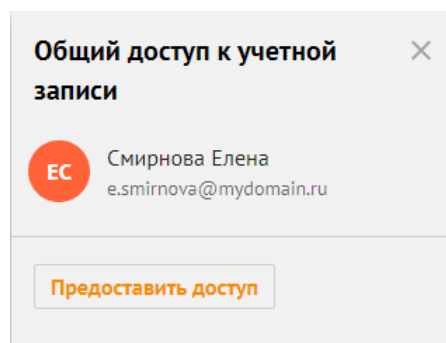 Общий доступ к учетной
записи
ЕС
Смирнова Елена
e.smirnova@mydomain.ru
Предоставить доступ